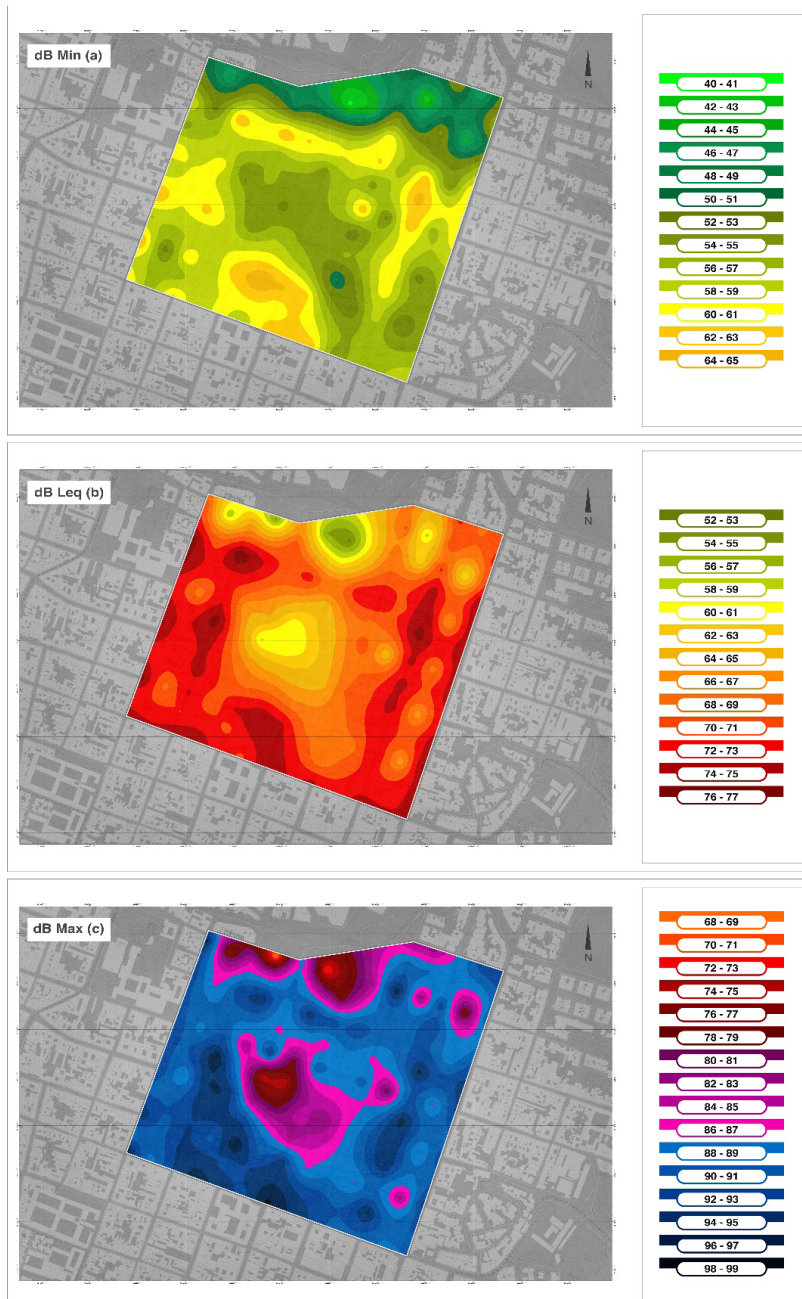 dB Min (a)
N
40 - 41
42 - 43
44 - 45
46 - 47
48 - 49
50 - 51
52 - 53
54 - 55
56 - 57
58 - 59
60 - 61
62 - 63
64 - 65
dB Leq (b)
N
52 - 53
54 - 55
56 - 57
58 - 59
60 - 61
62 - 63
64 - 65
66 - 67
68 - 69
70 - 71
72 - 73
74 - 75
76 - 77
dB Max (c)
N
68 - 69
70 - 71
72 - 73
74 - 75
76 - 77
78 - 79
80 - 81
82 - 83
84 - 85
86 - 87
88 - 89
90 - 91
92 - 93
94 - 95
96 - 97
98 - 99